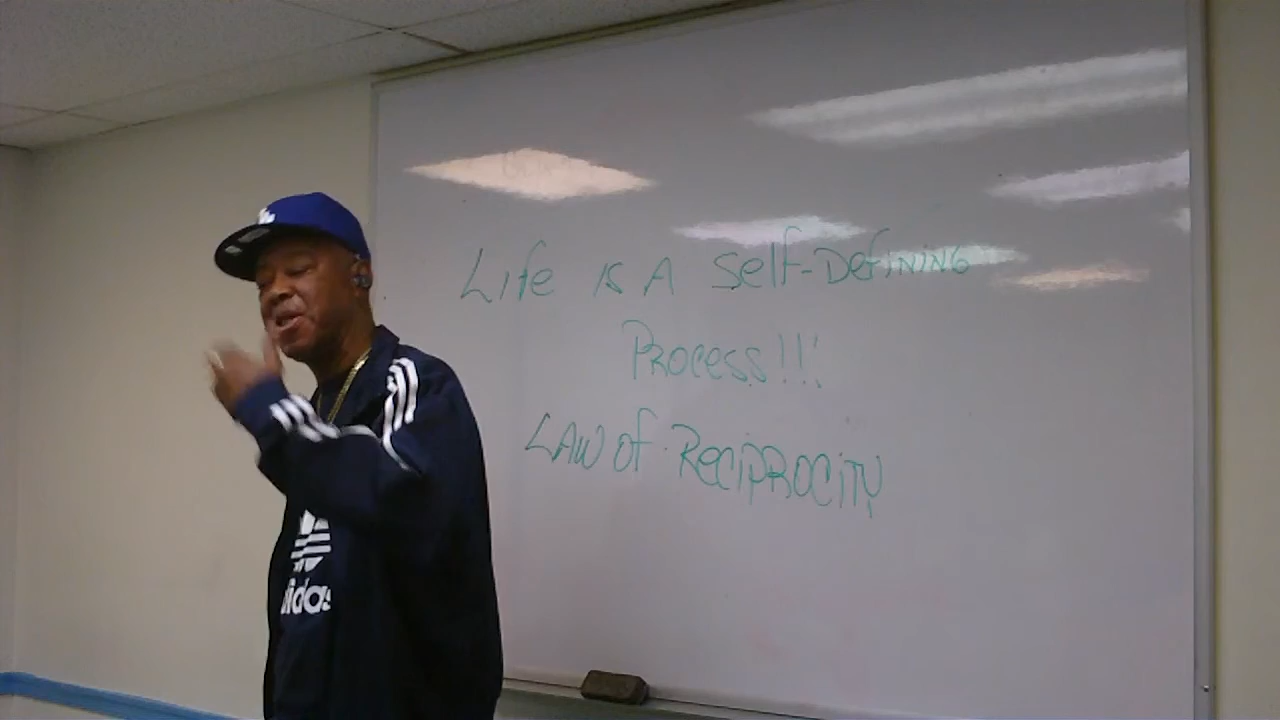 Life is A Self-Defining
Process!!!
Law of Reciprocity
adidas